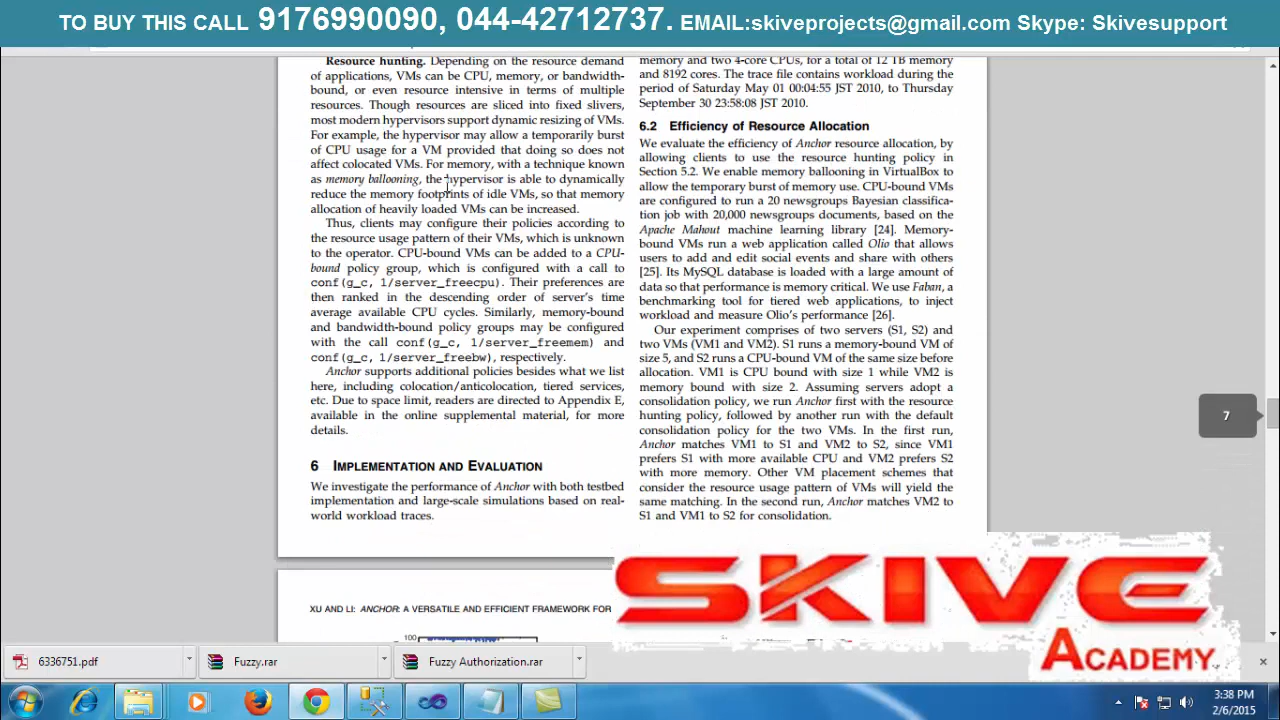 TO BUY THIS CALL 9176990090, 044-42712737. EMAIL:skiveprojects@gmail.com Skype: Skivesupport
Resource hunting. Depending on the resource demand
of applications, VMs can be CPU, memory, or bandwidth-
bound, or even resource intensive in terms of multiple
resources. Though resources are sliced into fixed slivers,
most modern hypervisors support dynamic resizing of VMs.
For example, the hypervisor may allow a temporarily burst
of CPU usage for a VM provided that doing so does not
affect colocated VMs. For memory, with a technique known
as memory ballooning, the hypervisor is able to dynamically
reduce the memory footprints of idle VMs, so that memory
allocation of heavily loaded VMs can be increased.
Thus, clients may configure their policies according to
the resource usage pattern of their VMs, which is unknown
to the operator. CPU-bound VMs can be added to a CPU-
bound policy group, which is configured with a call to
conf(g_c, 1/server_freecpu). Their preferences are
then ranked in the descending order of server's time
average available CPU cycles. Similarly, memory-bound
and bandwidth-bound policy groups may be configured
with the call conf(g_c, 1/server_freemem) and
conf(g_c, 1/server_freebw), respectively.
Anchor supports additional policies besides what we list
here, including colocation/anticolocation, tiered services,
etc. Due to space limit, readers are directed to Appendix E,
available in the online supplemental material, for more
details.
6 IMPLEMENTATION AND EVALUATION
We investigate the performance of Anchor with both testbed
implementation and large-scale simulations based on real-
world workload traces.
memory and two 4-core CPUs, for a total of 12 TB memory
and 8192 cores. The trace file contains workload during the
period of Saturday May 01 00:04:55 JST 2010, to Thursday
September 30 23:58:08 JST 2010.
6.2 Efficiency of Resource Allocation
We evaluate the efficiency of Anchor resource allocation, by
allowing clients to use the resource hunting policy in
Section 5.2. We enable memory ballooning in VirtualBox to
allow the temporary burst of memory use. CPU-bound VMs
are configured to run a 20 newsgroups Bayesian classifica-
tion job with 20,000 newsgroups documents, based on the
Apache Mahout machine learning library [24]. Memory-
bound VMs run a web application called Olio that allows
users to add and edit social events and share with others
[25]. Its MySQL database is loaded with a large amount of
data so that performance is memory critical. We use Faban, a
benchmarking tool for tiered web applications, to inject
workload and measure Olio's performance [26].
Our experiment comprises of two servers (S1, S2) and
two VMs (VM1 and VM2). S1 runs a memory-bound VM of
size 5, and S2 runs a CPU-bound VM of the same size before
allocation. VM1 is CPU bound with size 1 while VM2 is
memory bound with size 2. Assuming servers adopt a
consolidation policy, we run Anchor first with the resource
hunting policy, followed by another run with the default
consolidation policy for the two VMs. In the first run,
Anchor matches VM1 to S1 and VM2 to S2, since VM1
prefers S1 with more available CPU and VM2 prefers S2
with more memory. Other VM placement schemes that
consider the resource usage pattern of VMs will yield the
same matching. In the second run, Anchor matches VM2 to
S1 and VM1 to S2 for consolidation.
7
XU AND LI: ANCHOR: A VERSATILE AND EFFICIENT FRAMEWORK FOR
100
SKIVE
ACADEMY
6336751.pdf
Fuzzy.rar
Fuzzy Authorization.rar
3:38 PM
2/6/2015